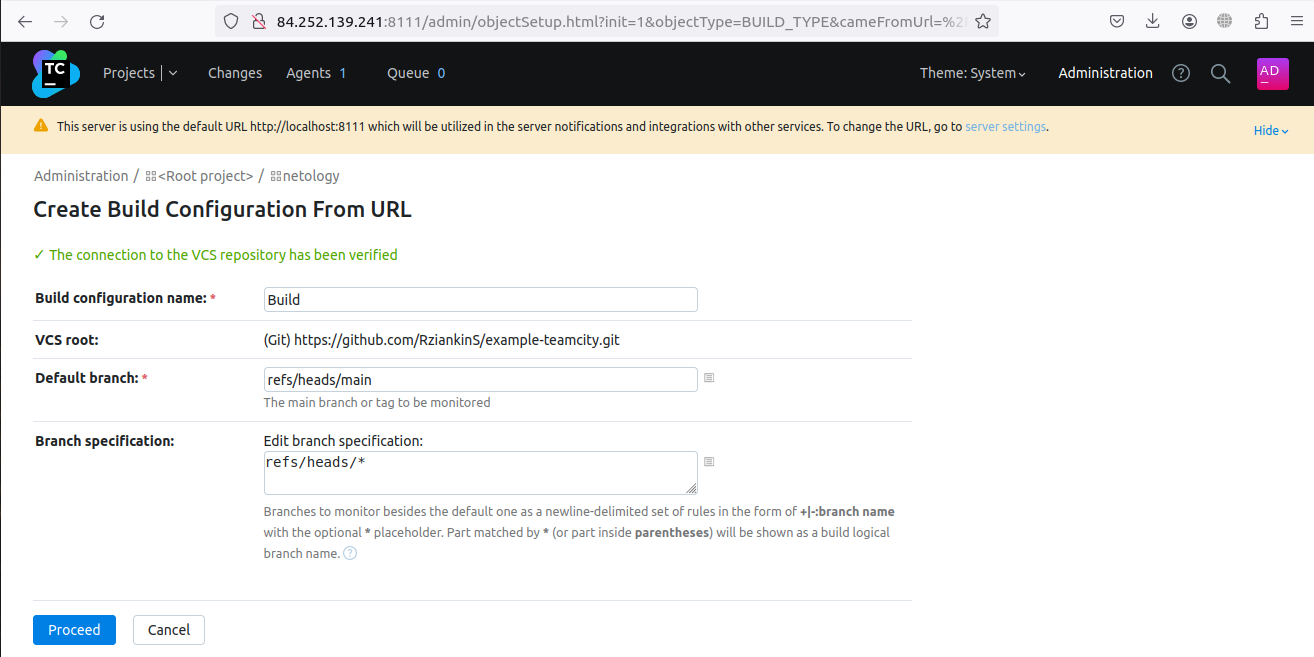 84.252.139.241:8111/admin/objectSetup.html?init=1&objectType=BUILD_TYPE&cameFromUrl=%2
TC Projects Changes Agents 1 Queue 0 Theme: System Administration ? AD
This server is using the default URL http://localhost:8111 which will be utilized in the server notifications and integrations with other services. To change the URL, go to server settings.
Hide
Administration / <Root project> / netology
Create Build Configuration From URL
✓ The connection to the VCS repository has been verified
Build configuration name: * Build
VCS root: (Git) https://github.com/RziankinS/example-teamcity.git
Default branch: * refs/heads/main
The main branch or tag to be monitored
Branch specification: Edit branch specification:
refs/heads/*
Branches to monitor besides the default one as a newline-delimited set of rules in the form of +|-:branch name
with the optional * placeholder. Part matched by * (or part inside parentheses) will be shown as a build logical
branch name. ?
Proceed Cancel